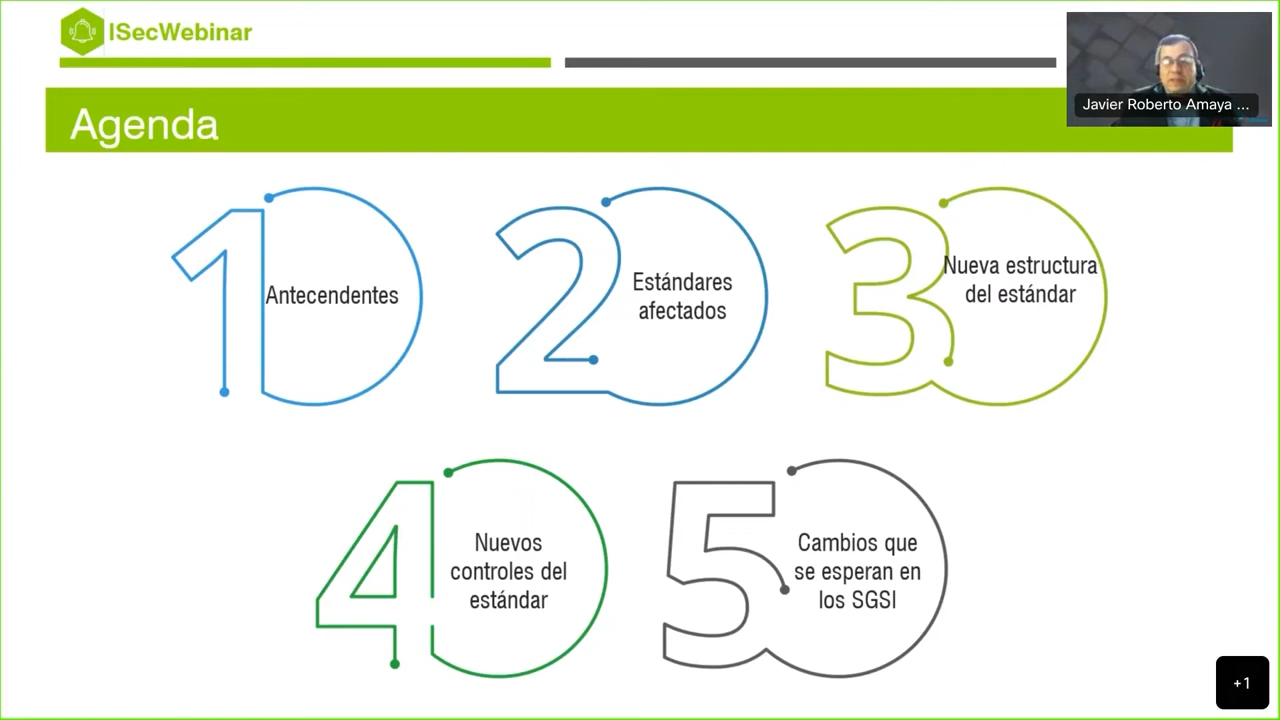 ISecWebinar
Javier Roberto Amaya ...
Agenda
1
Antecendentes
2
Estándares
afectados
3
Nueva estructura
del estándar
4
Nuevos
controles del
estándar
5
Cambios que
se esperan en
los SGSI
+1